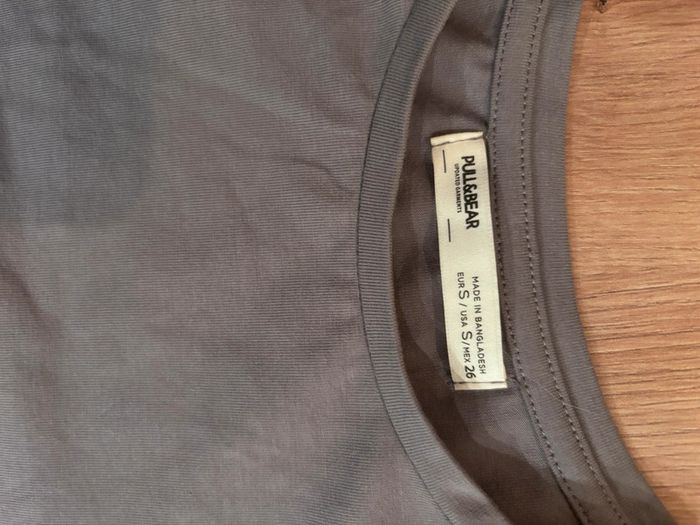 PULL&BEAR
UPDATED GARMENTS
MADE IN BANGLADESH
EUR S / USA S / MEX 26